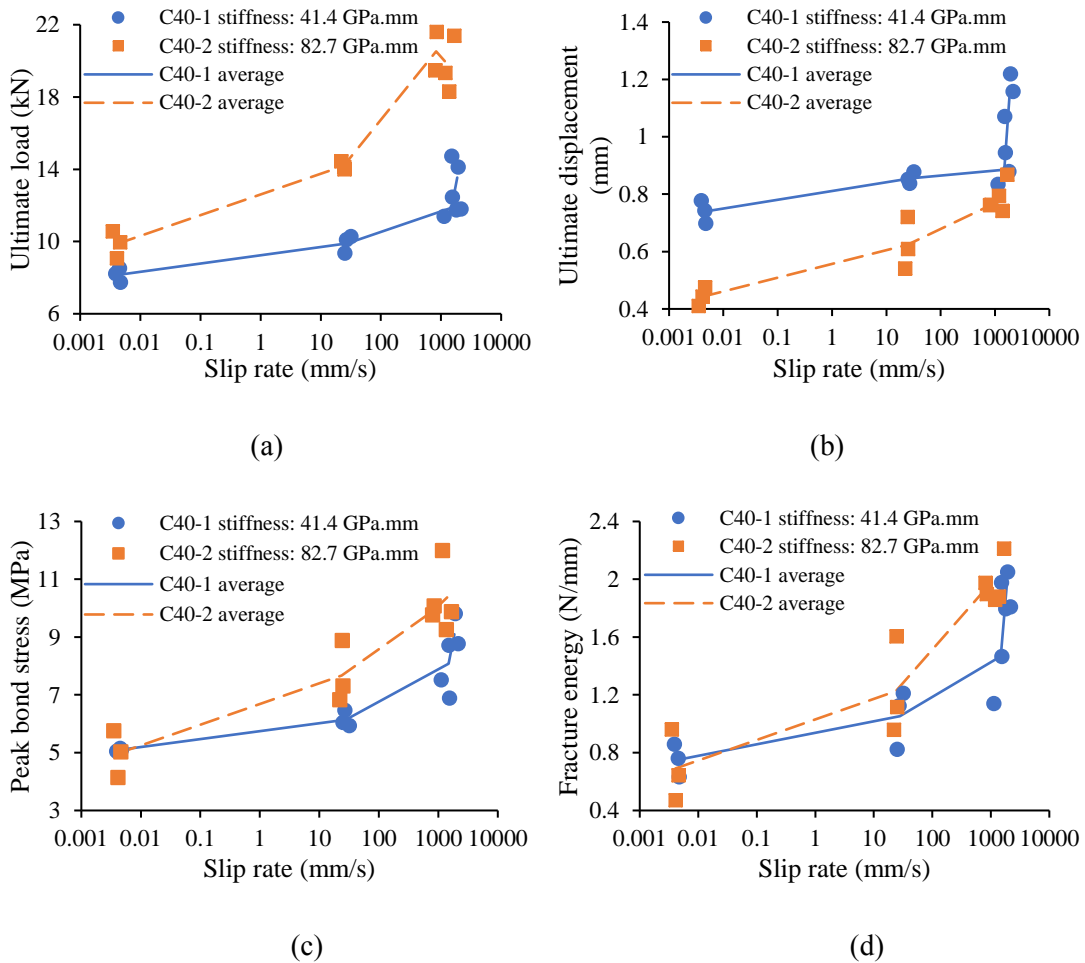 C40-1 stiffness: 41.4 GPa.mm
C40-2 stiffness: 82.7 GPa.mm
C40-1 average
C40-2 average
Ultimate load (kN)
22
18
14
10
6
0.001 0.1 1 10 100 1000 10000
Slip rate (mm/s)
(a)
C40-1 stiffness: 41.4 GPa.mm
C40-2 stiffness: 82.7 GPa.mm
C40-1 average
C40-2 average
Ultimate displacement
(mm)
1.4
1.2
1
0.8
0.6
0.4
0.001 0.1 1 10 100 1000 10000
Slip rate (mm/s)
(b)
C40-1 stiffness: 41.4 GPa.mm
C40-2 stiffness: 82.7 GPa.mm
C40-1 average
C40-2 average
Peak bond stress (MPa)
13
11
9
7
5
3
0.001 0.1 1 10 100 1000 10000
Slip rate (mm/s)
(c)
C40-1 stiffness: 41.4 GPa.mm
C40-2 stiffness: 82.7 GPa.mm
C40-1 average
C40-2 average
Fracture energy (N/mm)
2.4
2
1.6
1.2
0.8
0.4
0.001 0.1 1 10 100 1000 10000
Slip rate (mm/s)
(d)